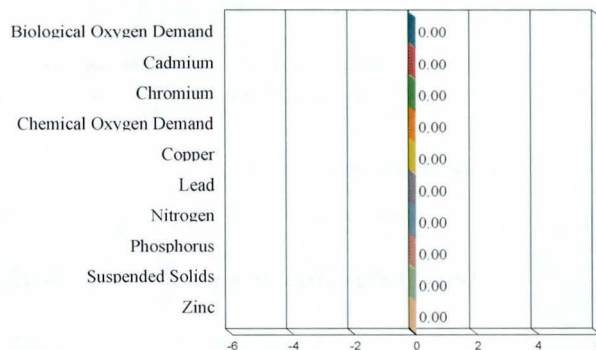 Biological Oxygen Demand 0.00
Cadmium 0.00
Chromium 0.00
Chemical Oxygen Demand 0.00
Copper 0.00
Lead 0.00
Nitrogen 0.00
Phosphorus 0.00
Suspended Solids 0.00
Zinc 0.00
-6 -4 -2 0 2 4 6